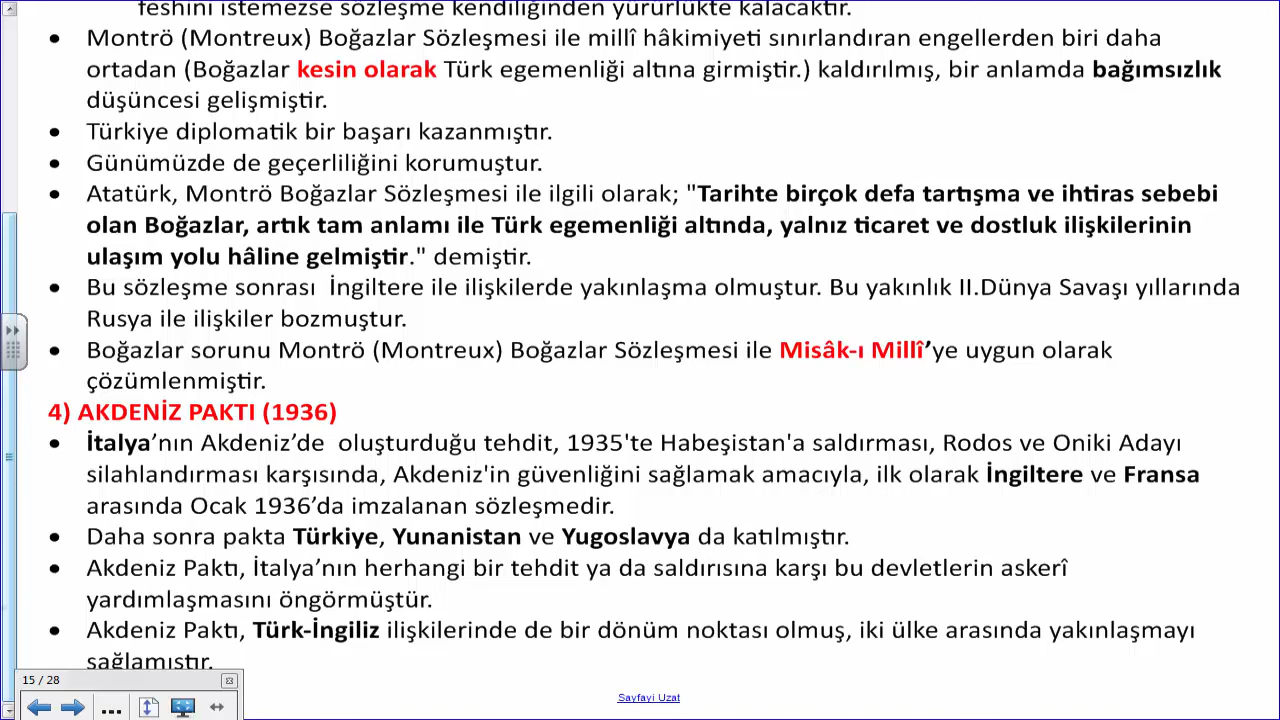 feshini istemezse sözleşme kendiliğinden yürürlükte kalacaktır.
• Montrö (Montreux) Boğazlar Sözleşmesi ile millî hâkimiyeti sınırlandıran engellerden biri daha
ortadan (Boğazlar kesin olarak Türk egemenliği altına girmiştir.) kaldırılmış, bir anlamda bağımsızlık
düşüncesi gelişmiştir.
• Türkiye diplomatik bir başarı kazanmıştır.
• Günümüzde de geçerliliğini korumuştur.
• Atatürk, Montrö Boğazlar Sözleşmesi ile ilgili olarak; "Tarihte birçok defa tartışma ve ihtiras sebebi
olan Boğazlar, artık tam anlamı ile Türk egemenliği altında, yalnız ticaret ve dostluk ilişkilerinin
ulaşım yolu hâline gelmiştir." demiştir.
• Bu sözleşme sonrası  İngiltere ile ilişkilerde yakınlaşma olmuştur. Bu yakınlık II.Dünya Savaşı yıllarında
Rusya ile ilişkiler bozmuştur.
• Boğazlar sorunu Montrö (Montreux) Boğazlar Sözleşmesi ile Misâk-ı Millî’ye uygun olarak
çözümlenmiştir.
4) AKDENİZ PAKTI (1936)
• İtalya’nın Akdeniz’de  oluşturduğu tehdit, 1935'te Habeşistan'a saldırması, Rodos ve Oniki Adayı
silahlandırması karşısında, Akdeniz'in güvenliğini sağlamak amacıyla, ilk olarak İngiltere ve Fransa
arasında Ocak 1936’da imzalanan sözleşmedir.
• Daha sonra pakta Türkiye, Yunanistan ve Yugoslavya da katılmıştır.
• Akdeniz Paktı, İtalya’nın herhangi bir tehdit ya da saldırısına karşı bu devletlerin askerî
yardımlaşmasını öngörmüştür.
• Akdeniz Paktı, Türk-İngiliz ilişkilerinde de bir dönüm noktası olmuş, iki ülke arasında yakınlaşmayı
sağlamıştır.
15 / 28
Sayfayi Uzat